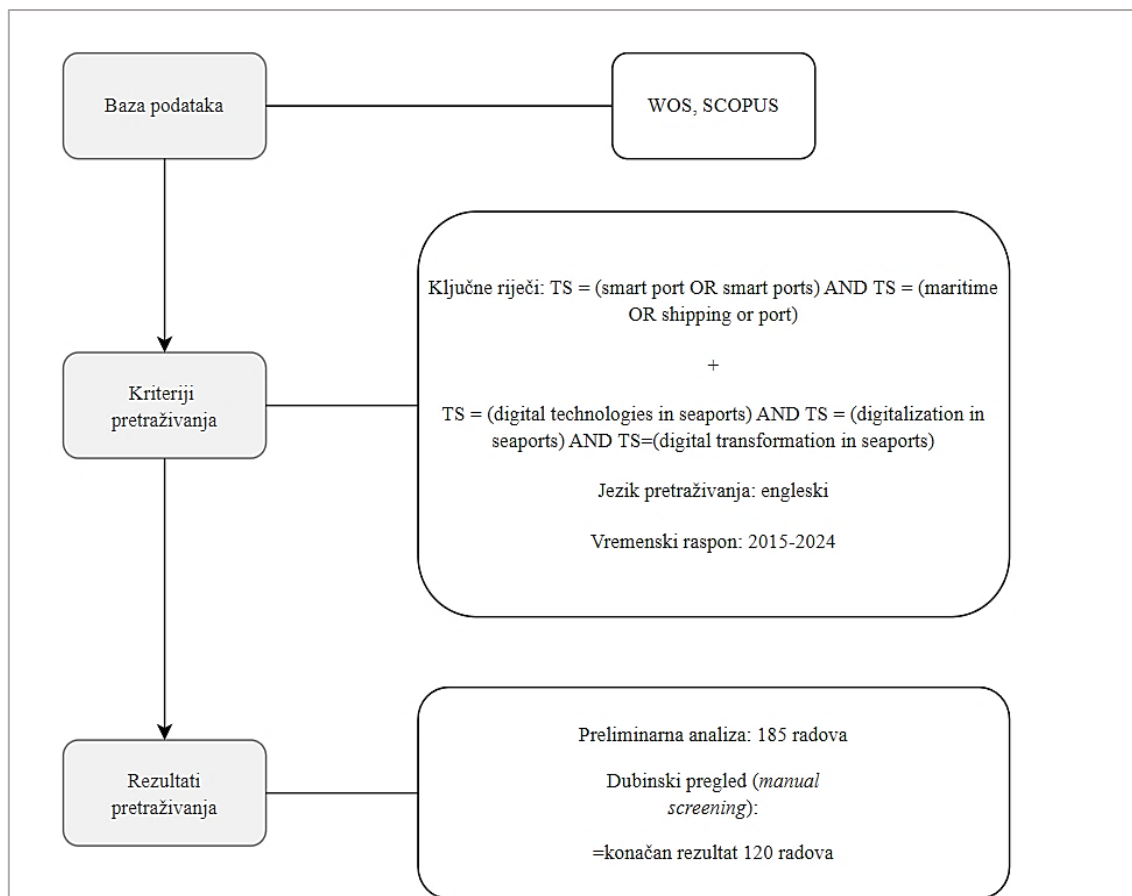 Baza podataka
WOS, SCOPUS
Ključne riječi: TS = (smart port OR smart ports) AND TS = (maritime
OR shipping or port)
+
Kriteriji
pretraživanja
TS = (digital technologies in seaports) AND TS = (digitalization in
seaports) AND TS=(digital transformation in seaports)
Jezik pretraživanja: engleski
Vremenski raspon: 2015-2024
Rezultati
pretraživanja
Preliminarna analiza: 185 radova
Dubinski pregled (manual
screening):
=konačan rezultat 120 radova